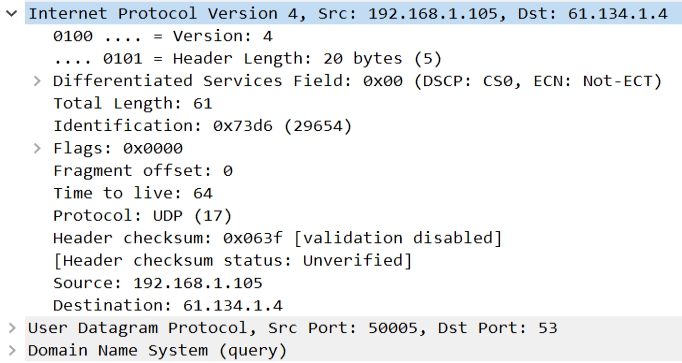 Internet Protocol Version 4, Src: 192.168.1.105, Dst: 61.134.1.4
0100 .... = Version: 4
.... 0101 = Header Length: 20 bytes (5)
Differentiated Services Field: 0x00 (DSCP: CS0, ECN: Not-ECT)
Total Length: 61
Identification: 0x73d6 (29654)
Flags: 0x0000
Fragment offset: 0
Time to live: 64
Protocol: UDP (17)
Header checksum: 0x063f [validation disabled]
[Header checksum status: Unverified]
Source: 192.168.1.105
Destination: 61.134.1.4
User Datagram Protocol, Src Port: 50005, Dst Port: 53
Domain Name System (query)